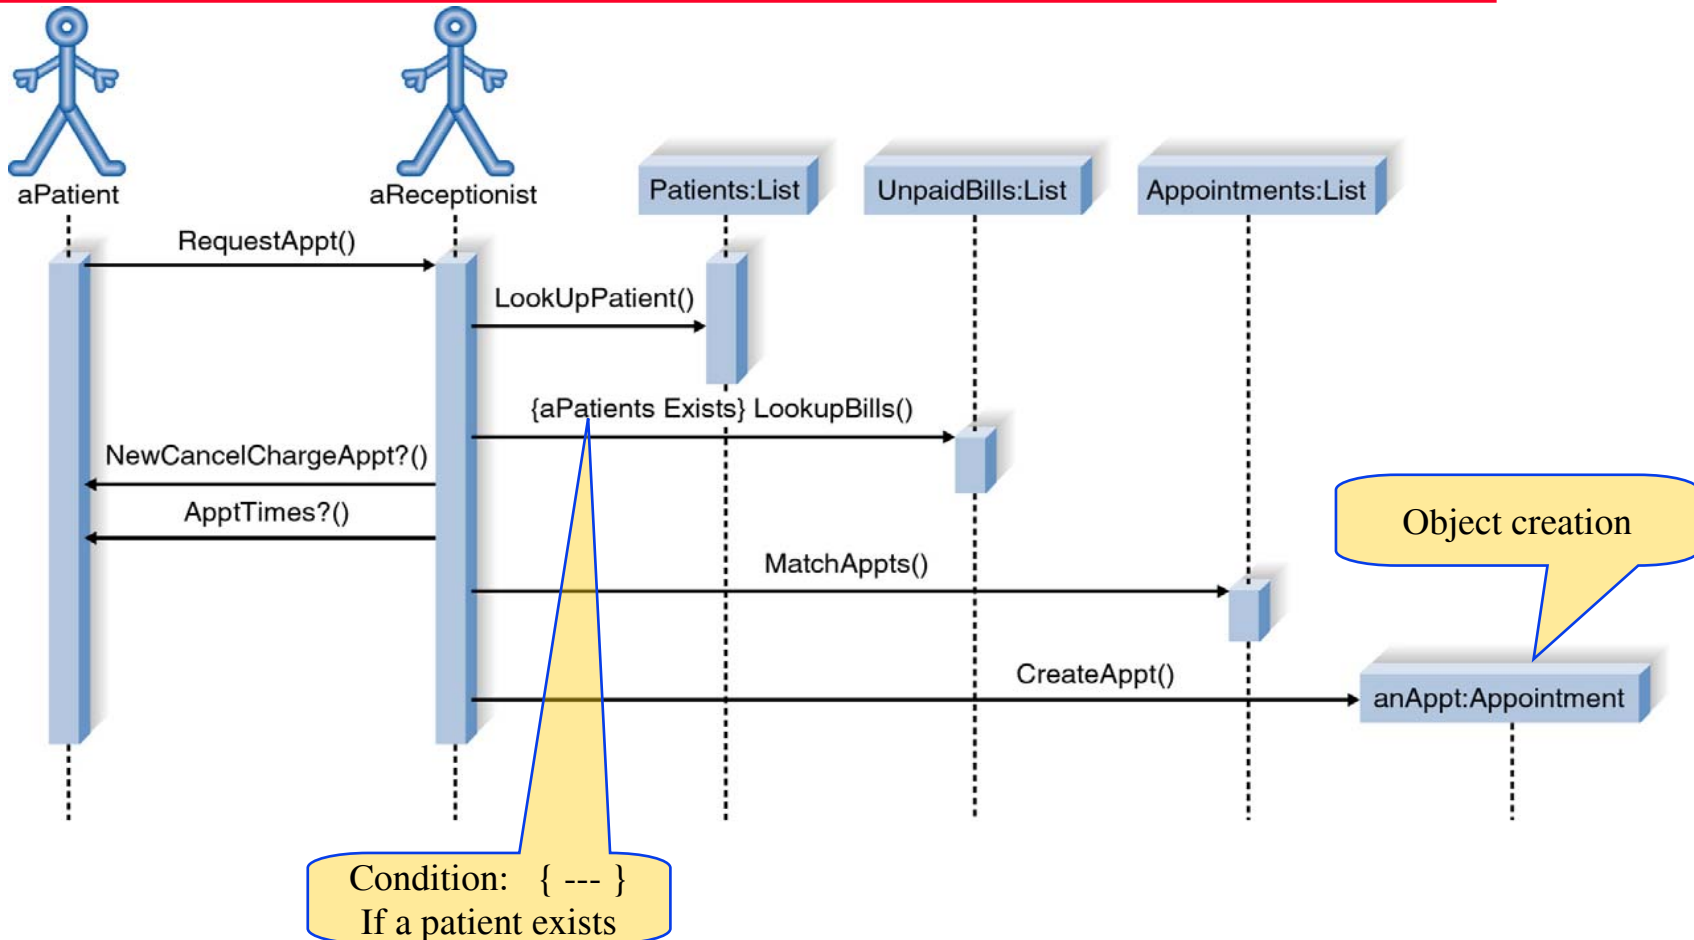 aPatient
aReceptionist
Patients:List
UnpaidBills:List
Appointments:List
RequestAppt()
LookUpPatient()
{aPatients Exists} LookupBills()
NewCancelChargeAppt?()
ApptTimes?()
Object creation
MatchAppts()
CreateAppt()
anAppt:Appointment
Condition: { --- }
If a patient exists